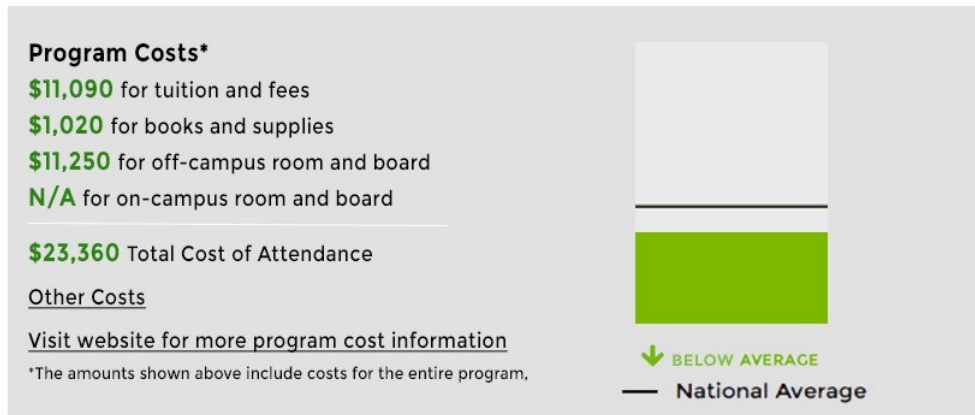 Program Costs*
$11,090 for tuition and fees
$1,020 for books and supplies
$11,250 for off-campus room and board
N/A for on-campus room and board
$23,360 Total Cost of Attendance
Other Costs
Visit website for more program cost information
*The amounts shown above include costs for the entire program,
BELOW AVERAGE
National Average